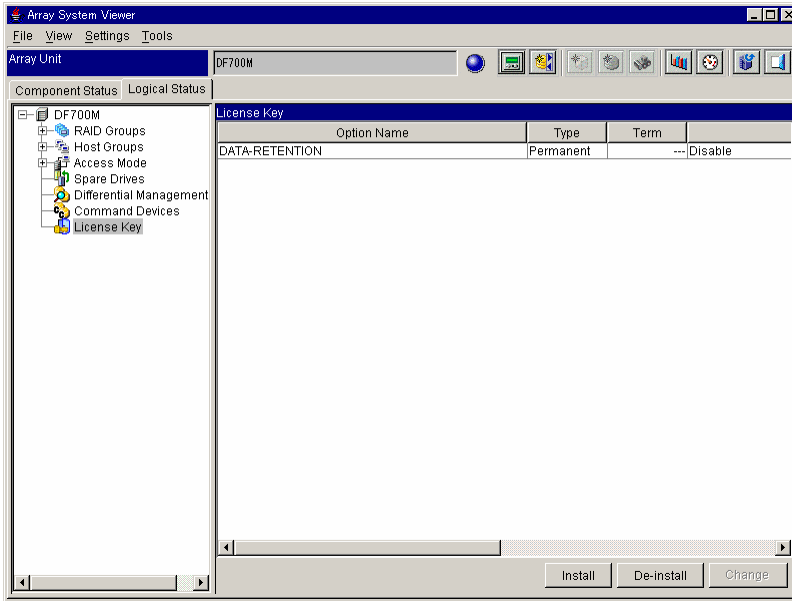 Array System Viewer
File View Settings Tools
Array Unit
DF700M
Component Status Logical Status
DF700M
RAID Groups
Host Groups
Access Mode
Spare Drives
Differential Management
Command Devices
License Key
License Key
Option Name Type Term
DATA-RETENTION Permanent --- Disable
Install De-install Change